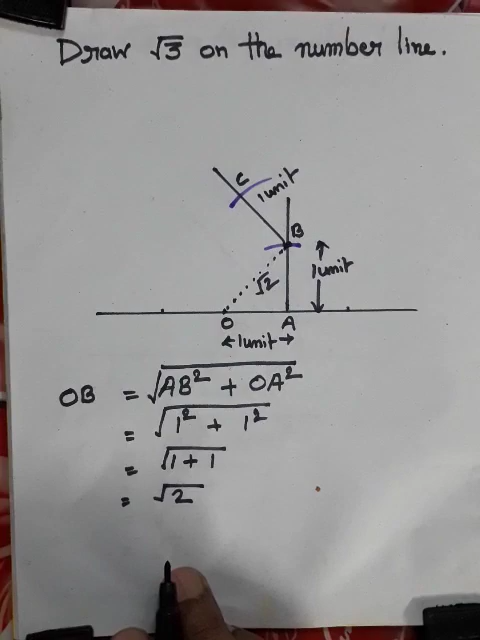 Draw √3 on the number line.
C
1unit
B
1unit
√2
O
A
1unit
OB = √AB² + OA²
= √1² + 1²
= √1 + 1
= √2